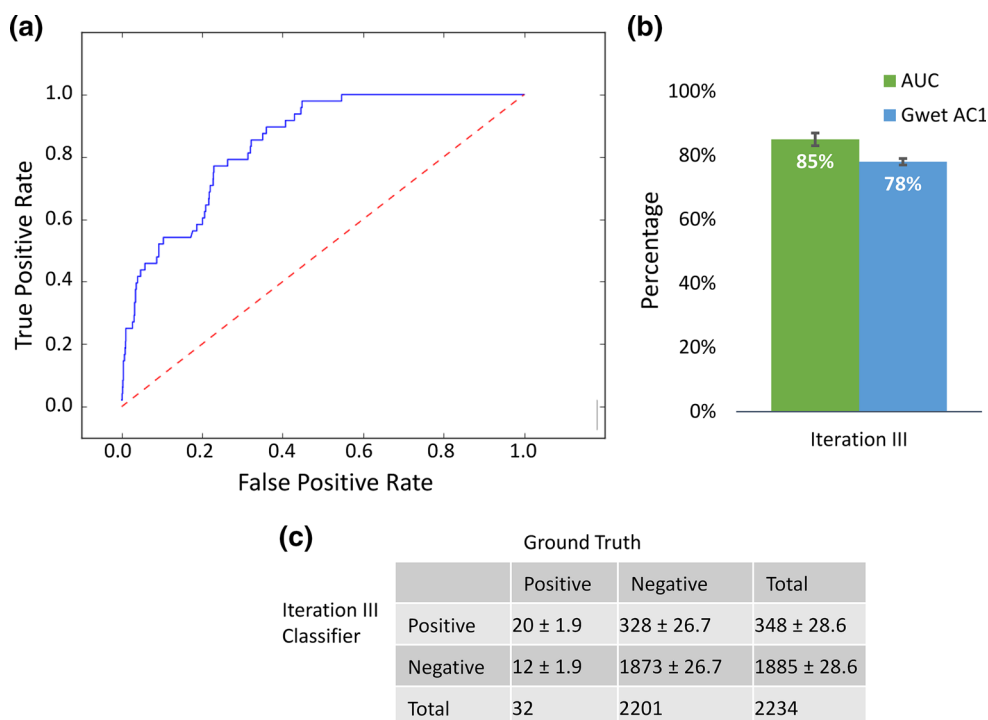 (a)
True Positive Rate
1.0
0.8
0.6
0.4
0.2
0.0
0.0 0.2 0.4 0.6 0.8 1.0
False Positive Rate
(b)
AUC
Gwet AC1
Percentage
100%
80%
60%
40%
20%
0%
85%
78%
Iteration III
(c)
Ground Truth
Iteration III
Classifier
Positive Negative Total
Positive 20 ± 1.9 328 ± 26.7 348 ± 28.6
Negative 12 ± 1.9 1873 ± 26.7 1885 ± 28.6
Total 32 2201 2234